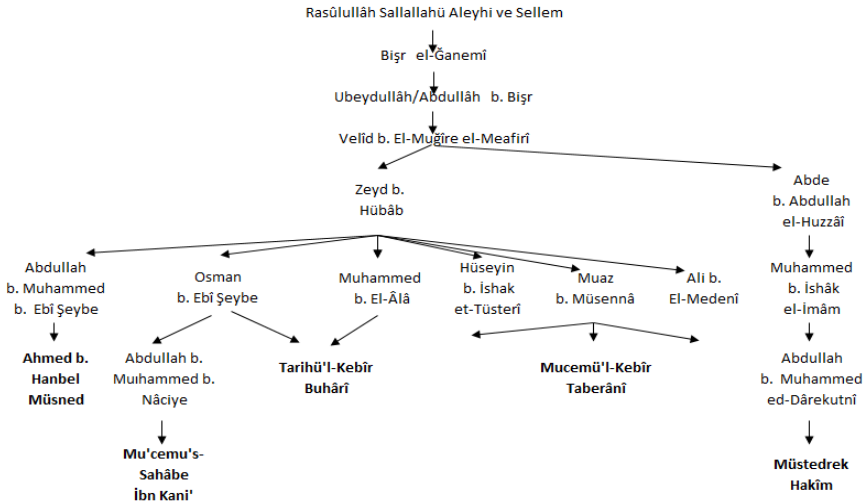 Rasûlullâh Sallallahü Aleyhi ve Sellem
Bişr el-Ğanemî
Ubeydullâh/Abdullâh b. Bişr
Velîd b. El-Muğîre el-Meafirî
Zeyd b.
Hübâb
Abde
b. Abdullah
el-Huzzâî
Abdullah
b. Muhammed
b. Ebî Şeybe
Osman
b. Ebî Şeybe
Muhammed
b. El-Âlâ
Hüseyin
b. İshak
et-Tüsterî
Muaz
b. Müsennâ
Ali b.
El-Medenî
Muhammed
b. İshâk
el-İmâm
Ahmed b.
Hanbel
Müsned
Abdullah b.
Muıhammed b.
Nâciye
Tarihü'l-Kebîr
Buhârî
Mucemü'l-Kebîr
Taberânî
Abdullah
b. Muhammed
ed-Dârekutnî
Mu'cemu's-
Sahâbe
İbn Kani'
Müstedrek
Hakîm